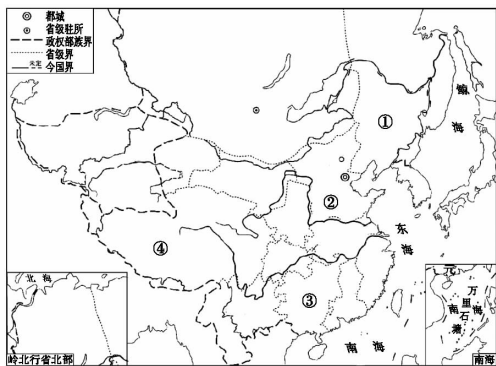 都城
省级驻所
政权部族界
省级界
未定
今国界
①
鲸
海
②
东
海
④
③
南海
北海
岭北行省北部
元
万
里
石
塘
南海
南海